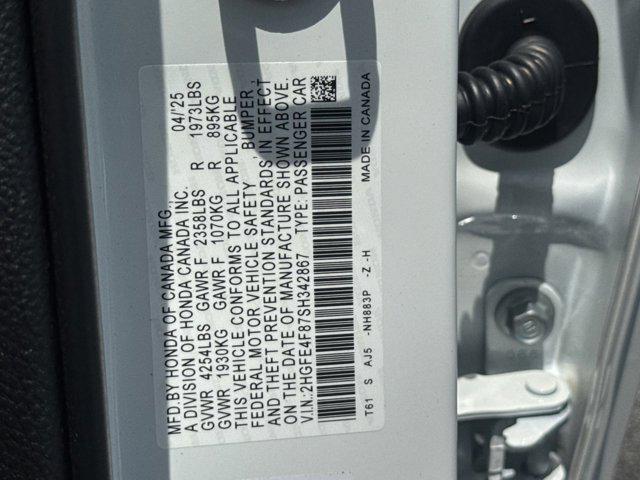 MFD.BY HONDA OF CANADA MFG., 04/'25
A DIVISION OF HONDA CANADA INC.
GVWR 4254LBS GAWR F 2358LBS R 1973LBS
GVWR 1930KG GAWR F 1070KG R 895KG
THIS VEHICLE CONFORMS TO ALL APPLICABLE
FEDERAL MOTOR VEHICLE SAFETY BUMPER ,
AND THEFT PREVENTION STANDARDS IN EFFECT
ON THE DATE OF MANUFACTURE SHOWN ABOVE.
V.I.N.:2HGFE4F87SH342867 TYPE: PASSENGER CAR
T61 S AJ5 -NH883P -Z -H MADE IN CANADA